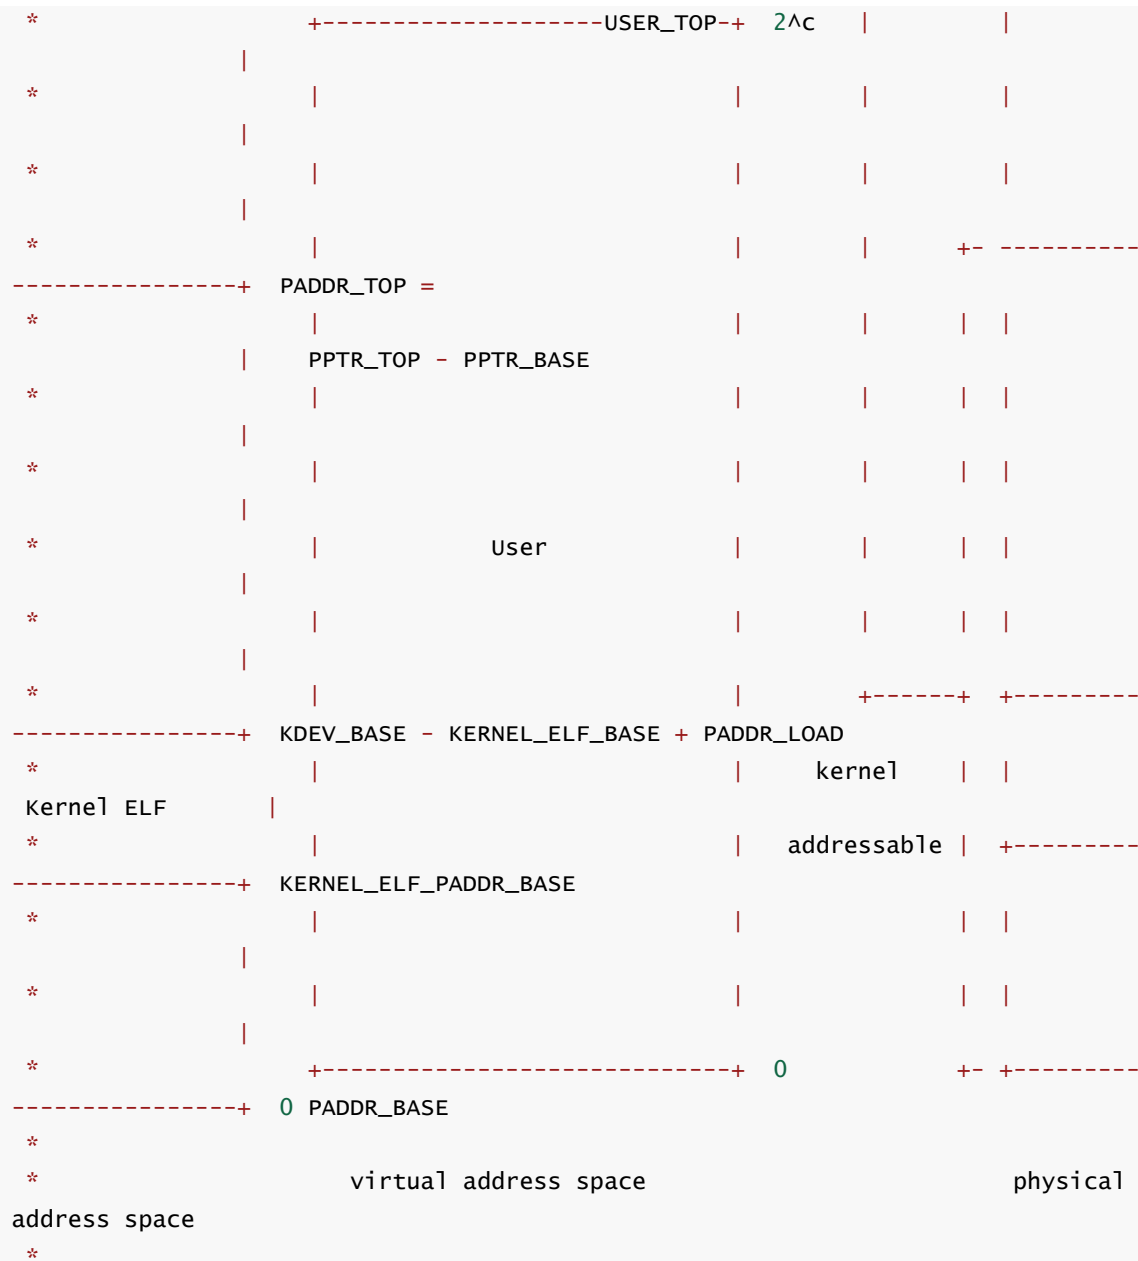 *                   +--------------------USER_TOP-+  2^c   |         |
                |
 *                   |                             |        |         |
                |
 *                   |                             |        |         |
                |
 *                   |                             |        |      +- ----------
----------------+  PADDR_TOP =
 *                   |                             |        |      |  |
                |    PPTR_TOP - PPTR_BASE
 *                   |                             |        |      |  |
                |
 *                   |                             |        |      |  |
                |
 *                   |            User             |        |      |  |
                |
 *                   |                             |        |      |  |
                |
 *                   |                             |        +------+  +---------
----------------+  KDEV_BASE - KERNEL_ELF_BASE + PADDR_LOAD
 *                   |                             |     kernel    |  |
 Kernel ELF       |
 *                   |                             |   addressable |  +---------
----------------+  KERNEL_ELF_PADDR_BASE
 *                   |                             |               |  |
                |
 *                   |                             |               |  |
                |
 *                   +-----------------------------+  0            +- +---------
----------------+  0 PADDR_BASE
 *
 *                      virtual address space                          physical
address space
 *